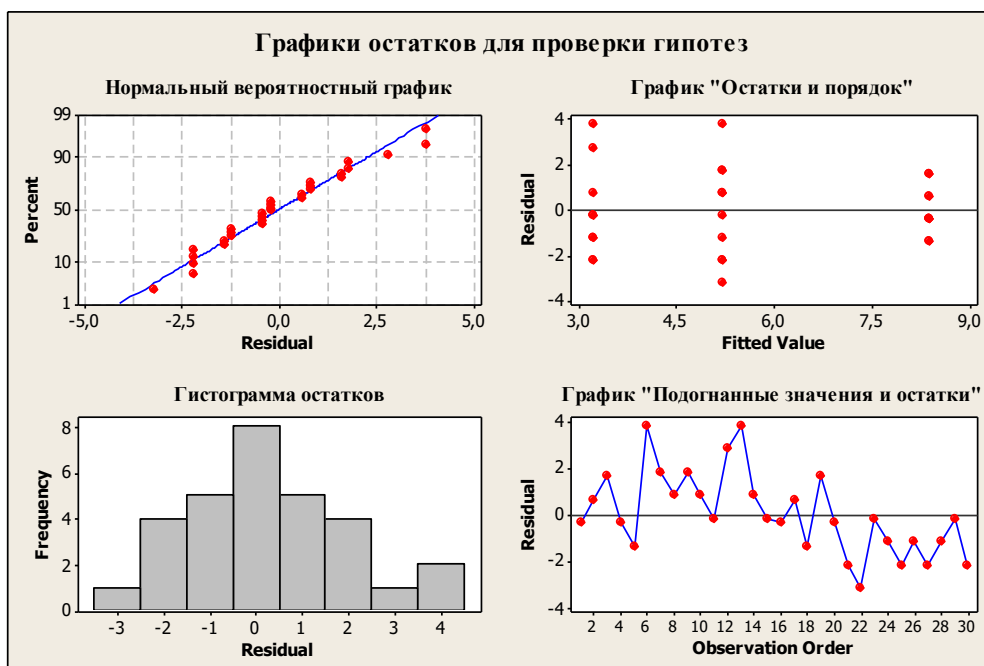 Графики остатков для проверки гипотез
Нормальный вероятностный график
Percent
99
90
50
10
1
-5,0 -2,5 0,0 2,5 5,0
Residual
График "Остатки и порядок"
Residual
4
2
0
-2
-4
3,0 4,5 6,0 7,5 9,0
Fitted Value
Гистограмма остатков
Frequency
8
6
4
2
0
-3 -2 -1 0 1 2 3 4
Residual
График "Подогнанные значения и остатки"
Residual
4
2
0
-2
-4
2 4 6 8 10 12 14 16 18 20 22 24 26 28 30
Observation Order